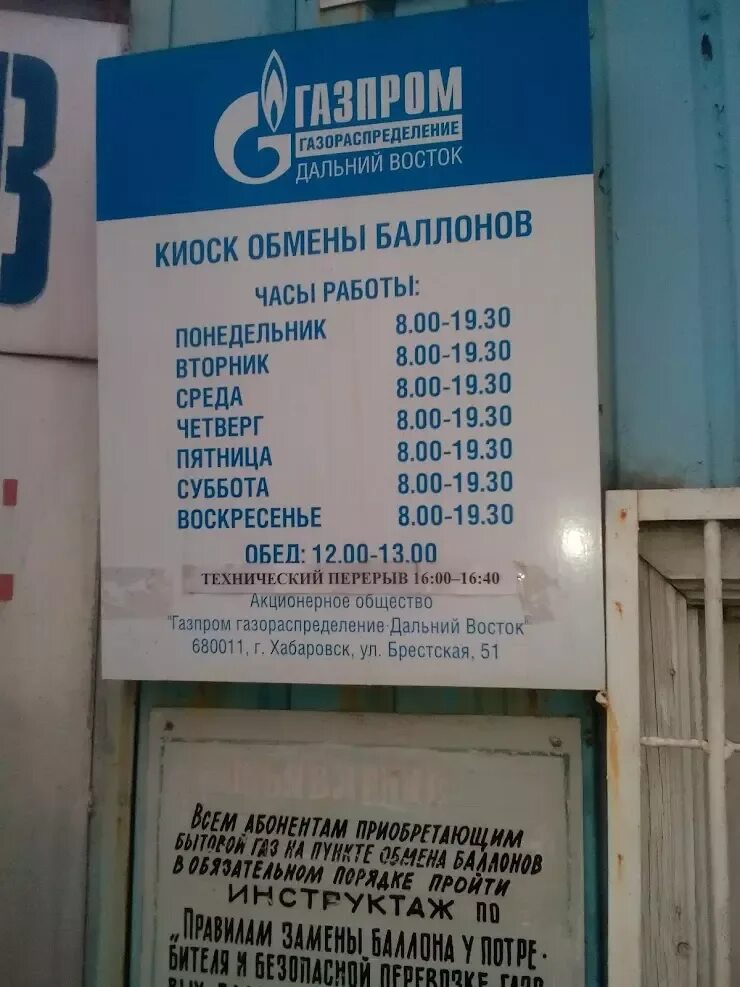 В
ГАЗПРОМ
ГАЗОРАСПРЕДЕЛЕНИЕ
ДАЛЬНИЙ ВОСТОК
КИОСК ОБМЕНЫ БАЛЛОНОВ
ЧАСЫ РАБОТЫ:
ПОНЕДЕЛЬНИК 8.00-19.30
ВТОРНИК 8.00-19.30
СРЕДА 8.00-19.30
ЧЕТВЕРГ 8.00-19.30
ПЯТНИЦА 8.00-19.30
СУББОТА 8.00-19.30
ВОСКРЕСЕНЬЕ 8.00-19.30
ОБЕД: 12.00-13.00
ТЕХНИЧЕСКИЙ ПЕРЕРЫВ 16:00–16:40
Акционерное общество
"Газпром газораспределение Дальний Восток"
680011, г. Хабаровск, ул. Брестская, 51
ВСЕМ АБОНЕНТАМ ПРИОБРЕТАЮЩИМ
БЫТОВОЙ ГАЗ НА ПУНКТЕ ОБМЕНА БАЛЛОНОВ
В ОБЯЗАТЕЛЬНОМ ПОРЯДКЕ ПРОЙТИ
ИНСТРУКТАЖ ПО
„ПРАВИЛАМ ЗАМЕНЫ БАЛЛОНА У ПОТРЕ-
БИТЕЛЯ И БЕЗОПАСНОЙ ПЕРЕВОЗКЕ ГАЗО